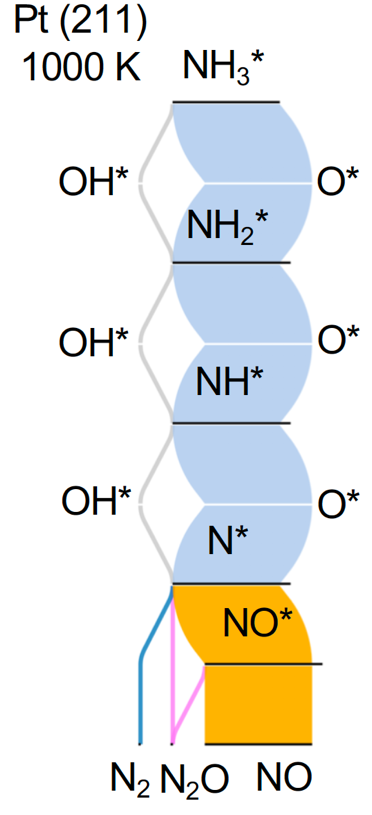 Pt (211)
1000 K NH₃*
OH* O*
NH₂*
OH* O*
NH*
OH* O*
N*
NO*
N₂ N₂O NO